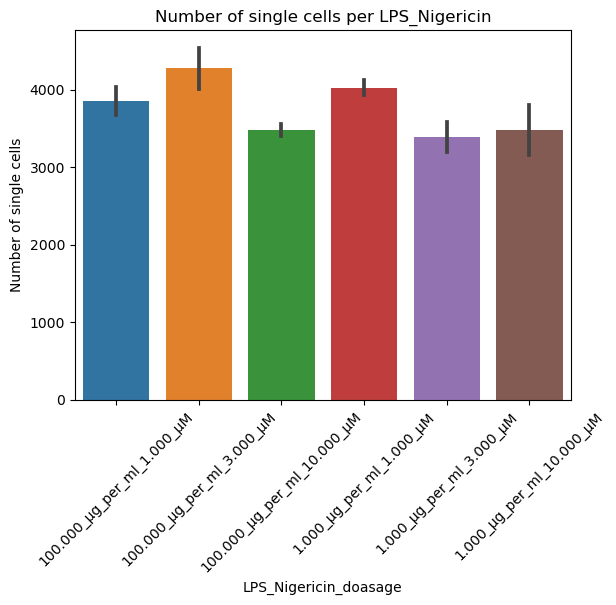 Number of single cells per LPS_Nigericin
Number of single cells
4000
3000
2000
1000
0
100.000_µg_per_ml_1.000_µM
100.000_µg_per_ml_3.000_µM
100.000_µg_per_ml_10.000_µM
1.000_µg_per_ml_1.000_µM
1.000_µg_per_ml_3.000_µM
1.000_µg_per_ml_10.000_µM
LPS_Nigericin_doasage